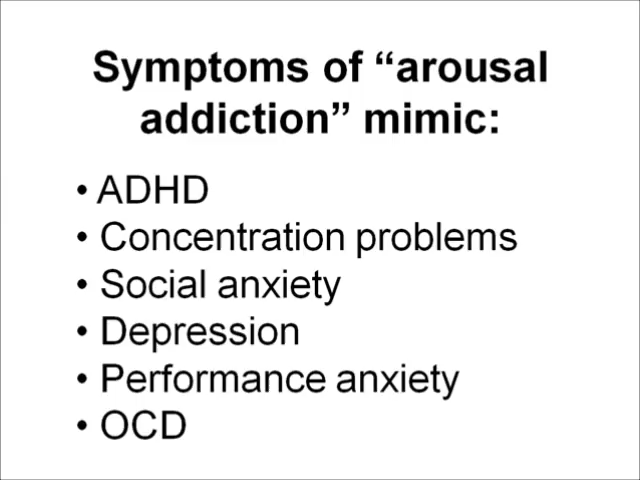 Symptoms of “arousal
addiction” mimic:
• ADHD
• Concentration problems
• Social anxiety
• Depression
• Performance anxiety
• OCD